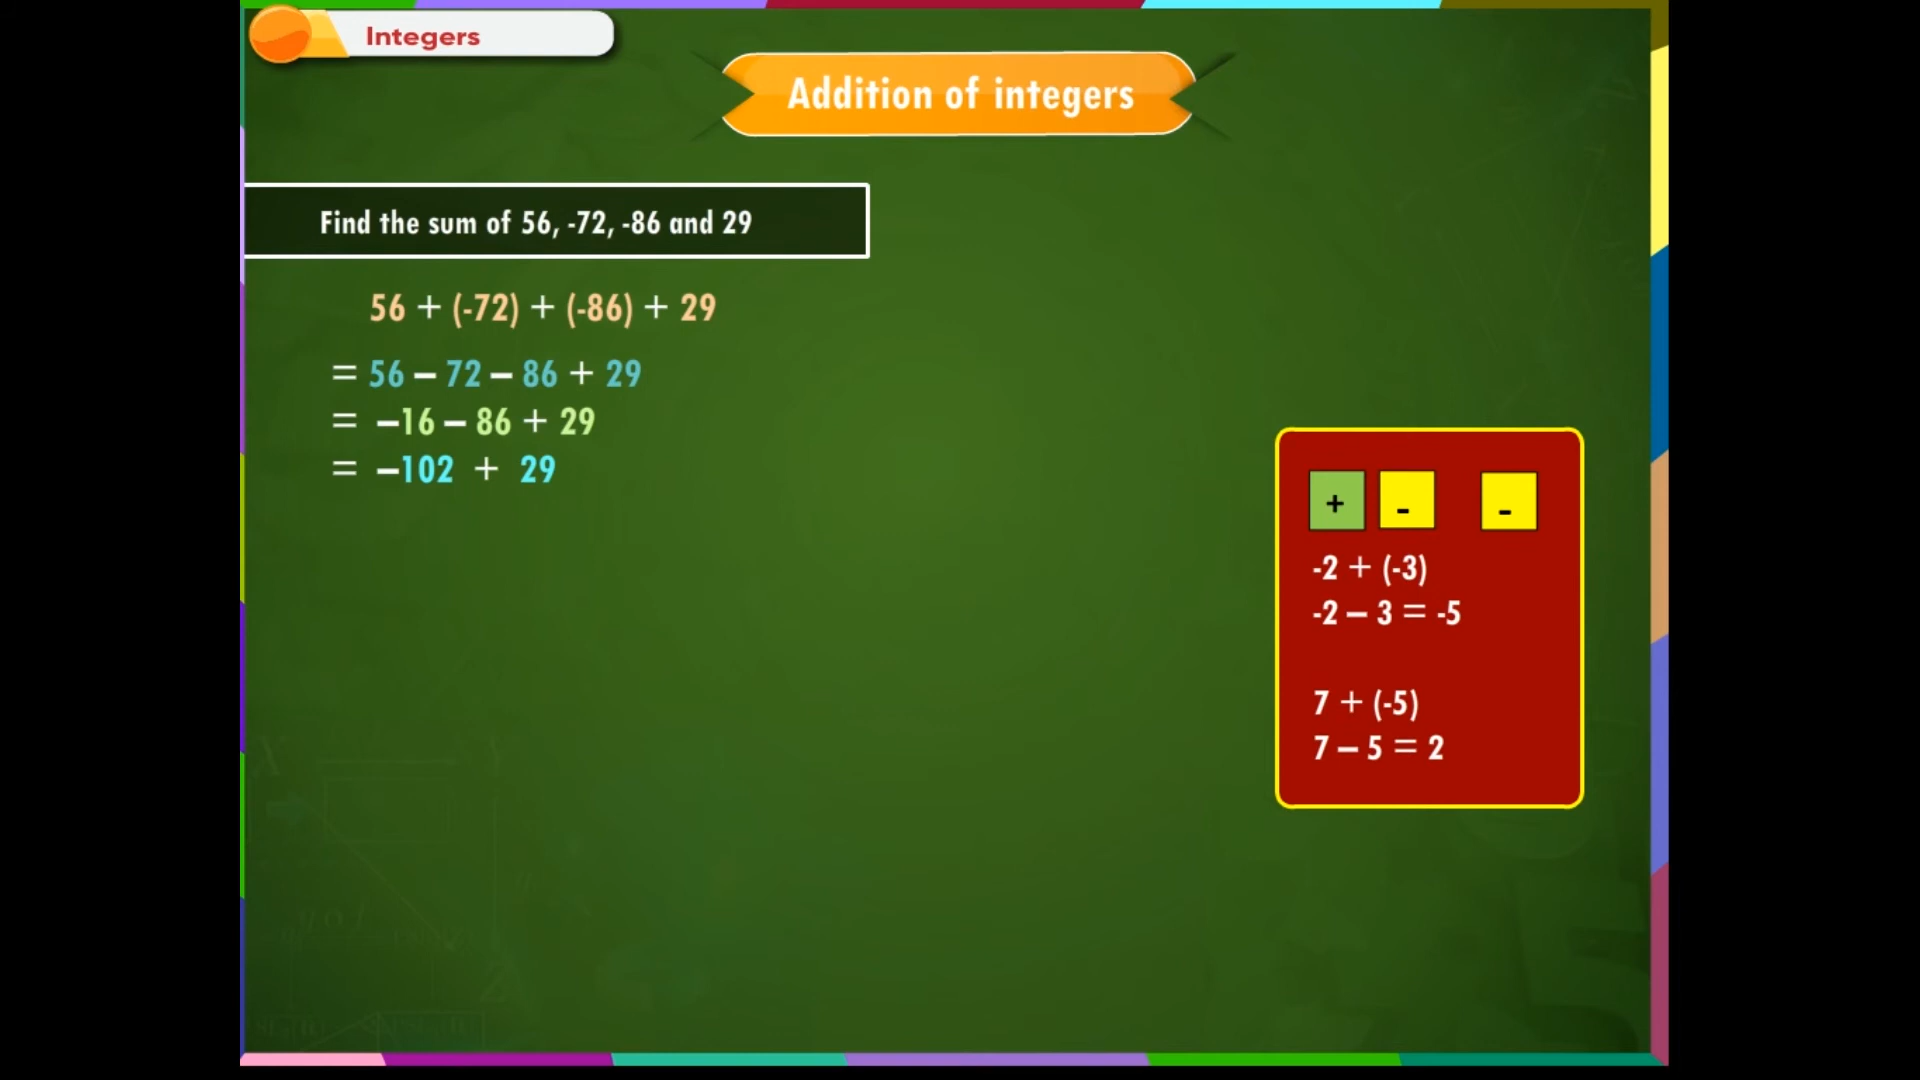 Integers
Addition of integers
Find the sum of 56, -72, -86 and 29
56 + (-72) + (-86) + 29
= 56 – 72 – 86 + 29
= –16 – 86 + 29
= –102 + 29
+ - -
-2 + (-3)
-2 – 3 = -5
7 + (-5)
7 – 5 = 2